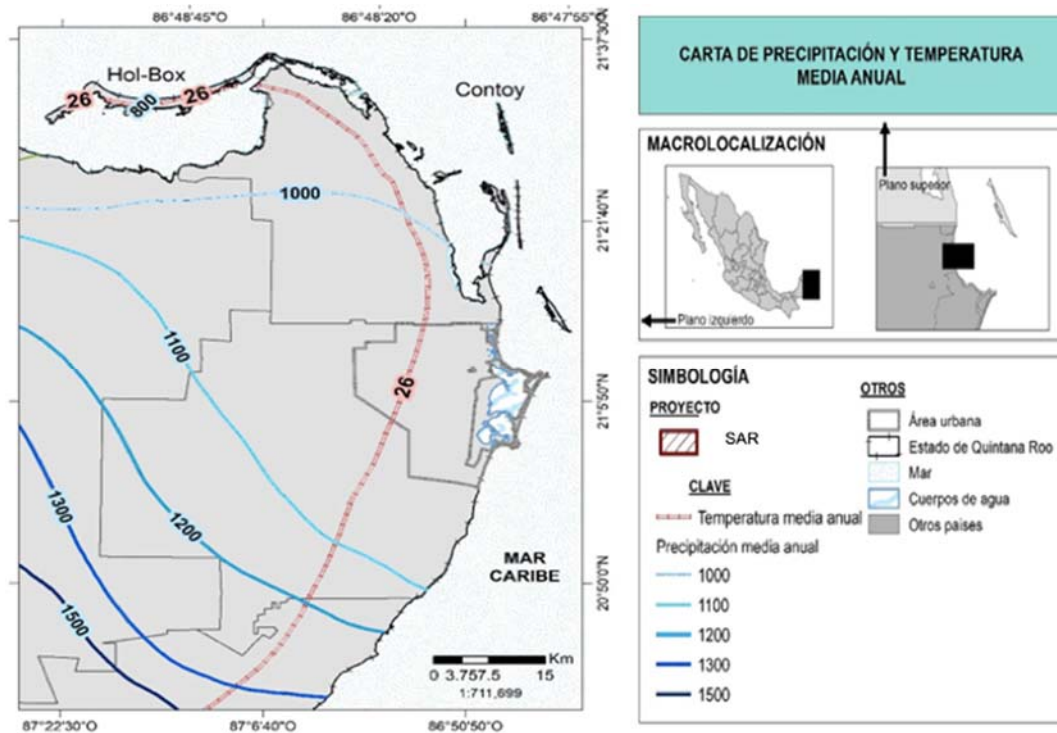 86°48'45"O
86°48'20"O
86°47'55"O
21°37'30"N
21°21'40"N
21°5'50"N
20°50'0"N
Hol-Box
Contoy
26
800
26
1000
1100
26
1200
1300
1500
MAR
CARIBE
Km
0 3.757.5 15
1:711,699
87°22'30"O
87°6'40"O
86°50'50"O
CARTA DE PRECIPITACIÓN Y TEMPERATURA
MEDIA ANUAL
MACROLOCALIZACIÓN
Plano superior
Plano izquierdo
SIMBOLOGÍA
PROYECTO
SAR
CLAVE
Temperatura media anual
Precipitación media anual
1000
1100
1200
1300
1500
OTROS
Área urbana
Estado de Quintana Roo
Mar
Cuerpos de agua
Otros países